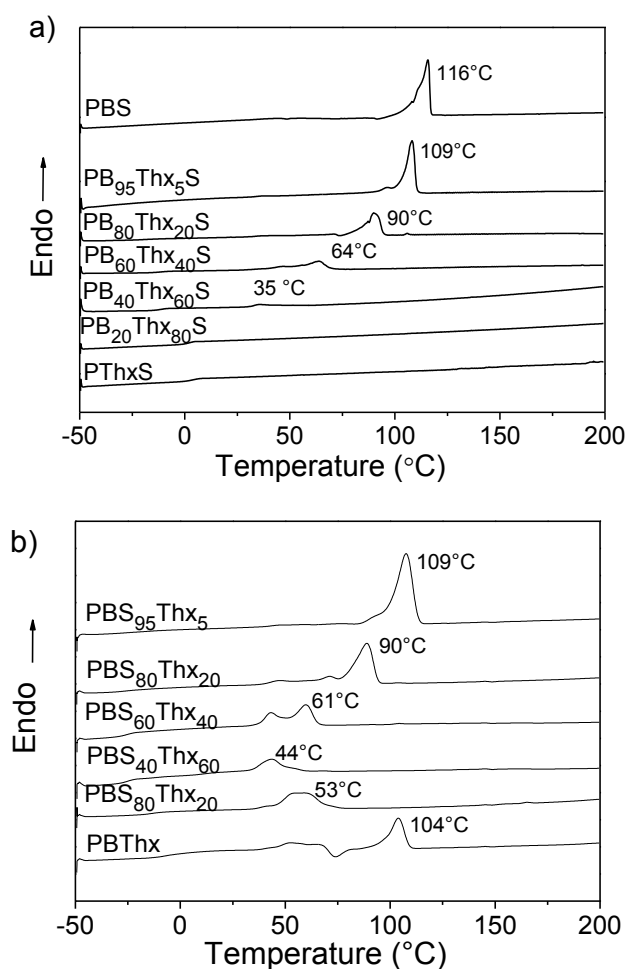 a)
116°C
PBS
109°C
PB95Thx5S
90°C
PB80Thx20S
64°C
PB60Thx40S
35 °C
PB40Thx60S
PB20Thx80S
PThxS
Endo
-50 0 50 100 150 200
Temperature (°C)
b)
109°C
PBS95Thx5
90°C
PBS80Thx20
61°C
PBS60Thx40
44°C
PBS40Thx60
53°C
PBS80Thx20
104°C
PBThx
Endo
-50 0 50 100 150 200
Temperature (°C)